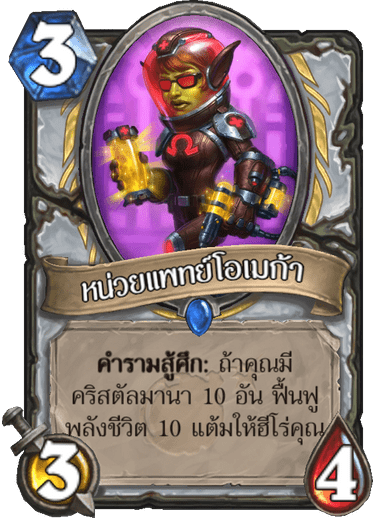 3
หน่วยแพทย์โอเมก้า
คำรามสู้ศึก: ถ้าคุณมี
คริสตัลมานา 10 อัน ฟื้นฟู
พลังชีวิต 10 แต้มให้ฮีโร่คุณ
3
4